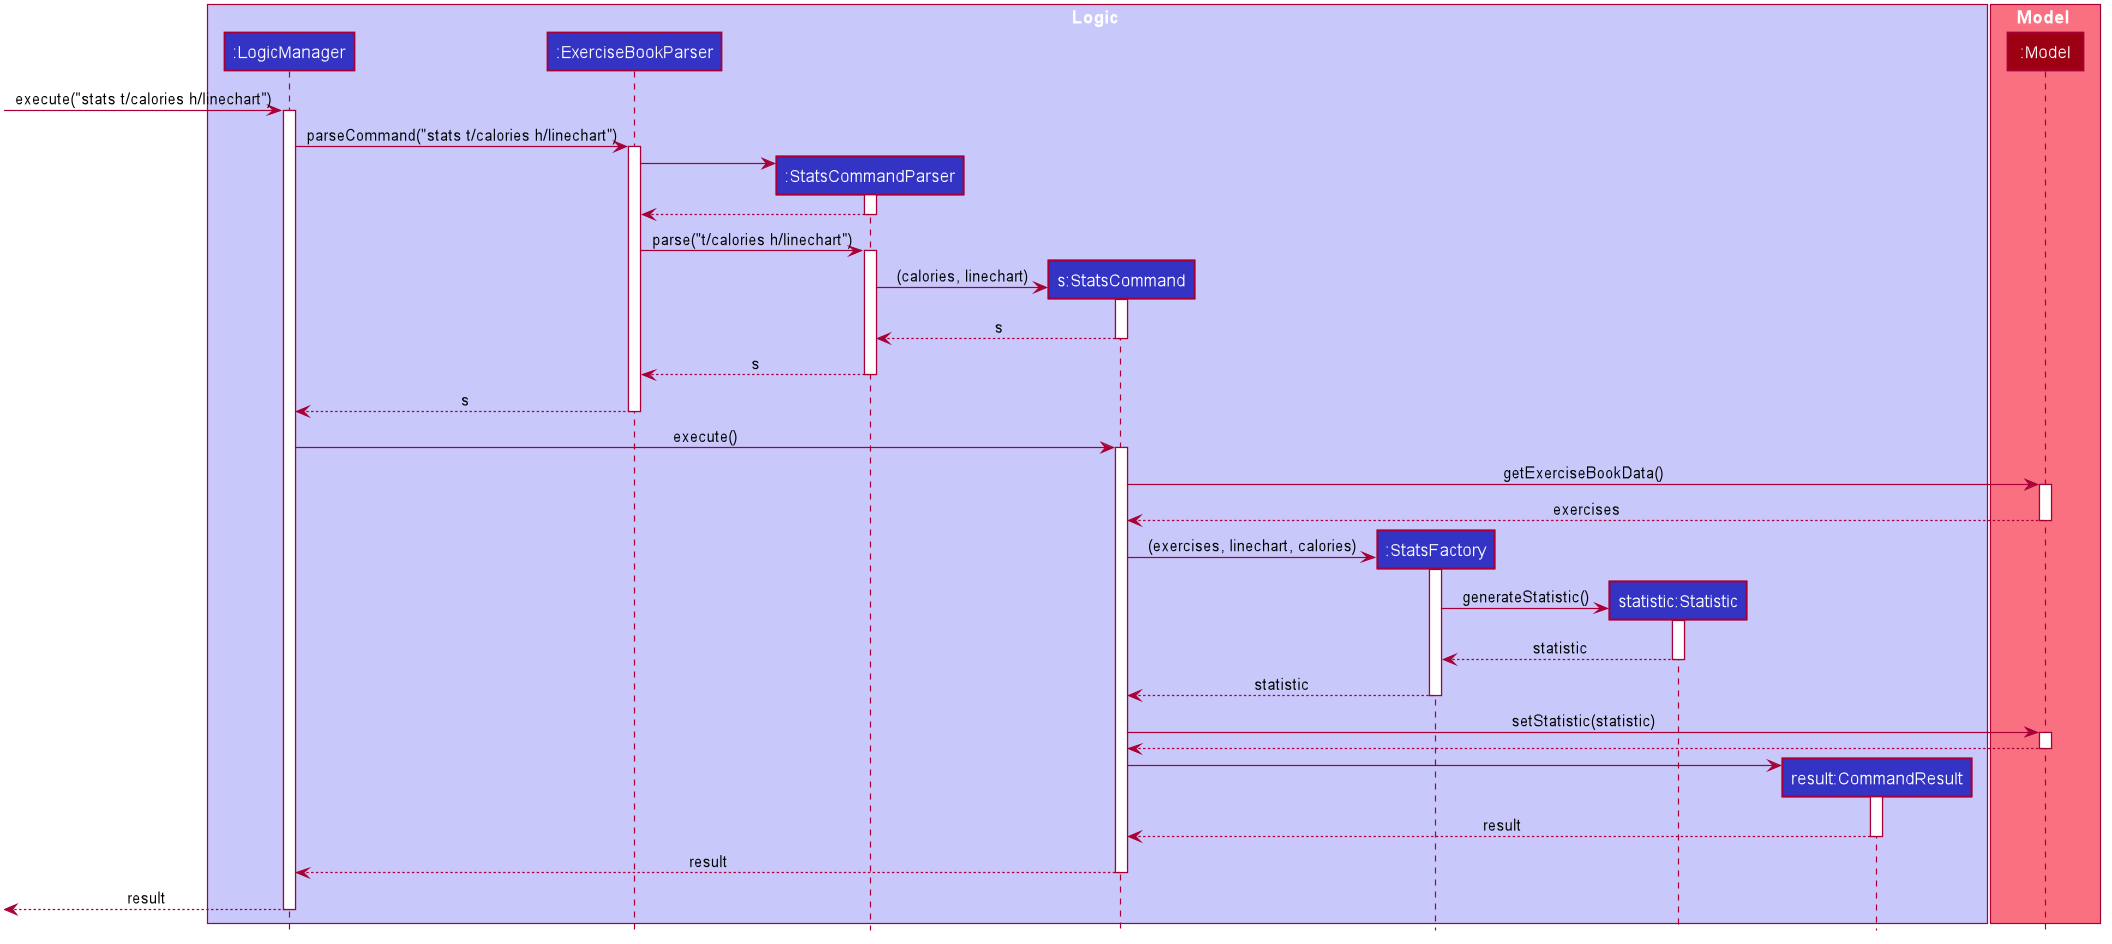 Logic
Model
:LogicManager
:ExerciseBookParser
:Model
execute("stats t/calories h/linechart")
parseCommand("stats t/calories h/linechart")
:StatsCommandParser
parse("t/calories h/linechart")
(calories, linechart)
s:StatsCommand
s
s
s
execute()
getExerciseBookData()
exercises
(exercises, linechart, calories)
:StatsFactory
generateStatistic()
statistic:Statistic
statistic
statistic
setStatistic(statistic)
result:CommandResult
result
result
result